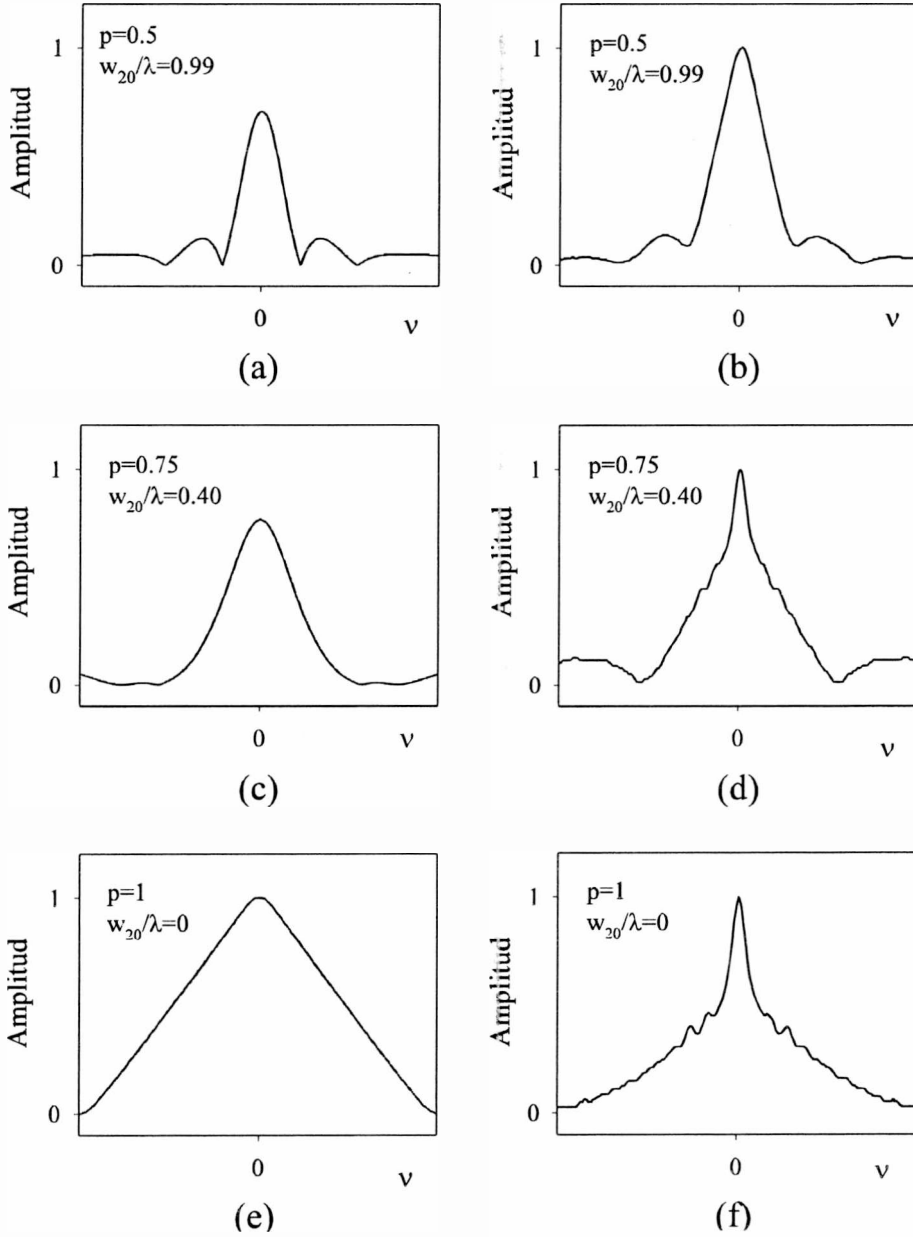 p=0.5
w20/λ=0.99
1
0
Amplitud
0
ν
(a)
p=0.5
w20/λ=0.99
1
0
Amplitud
0
ν
(b)
p=0.75
w20/λ=0.40
1
0
Amplitud
0
ν
(c)
p=0.75
w20/λ=0.40
1
0
Amplitud
0
ν
(d)
p=1
w20/λ=0
1
0
Amplitud
0
ν
(e)
p=1
w20/λ=0
1
0
Amplitud
0
ν
(f)